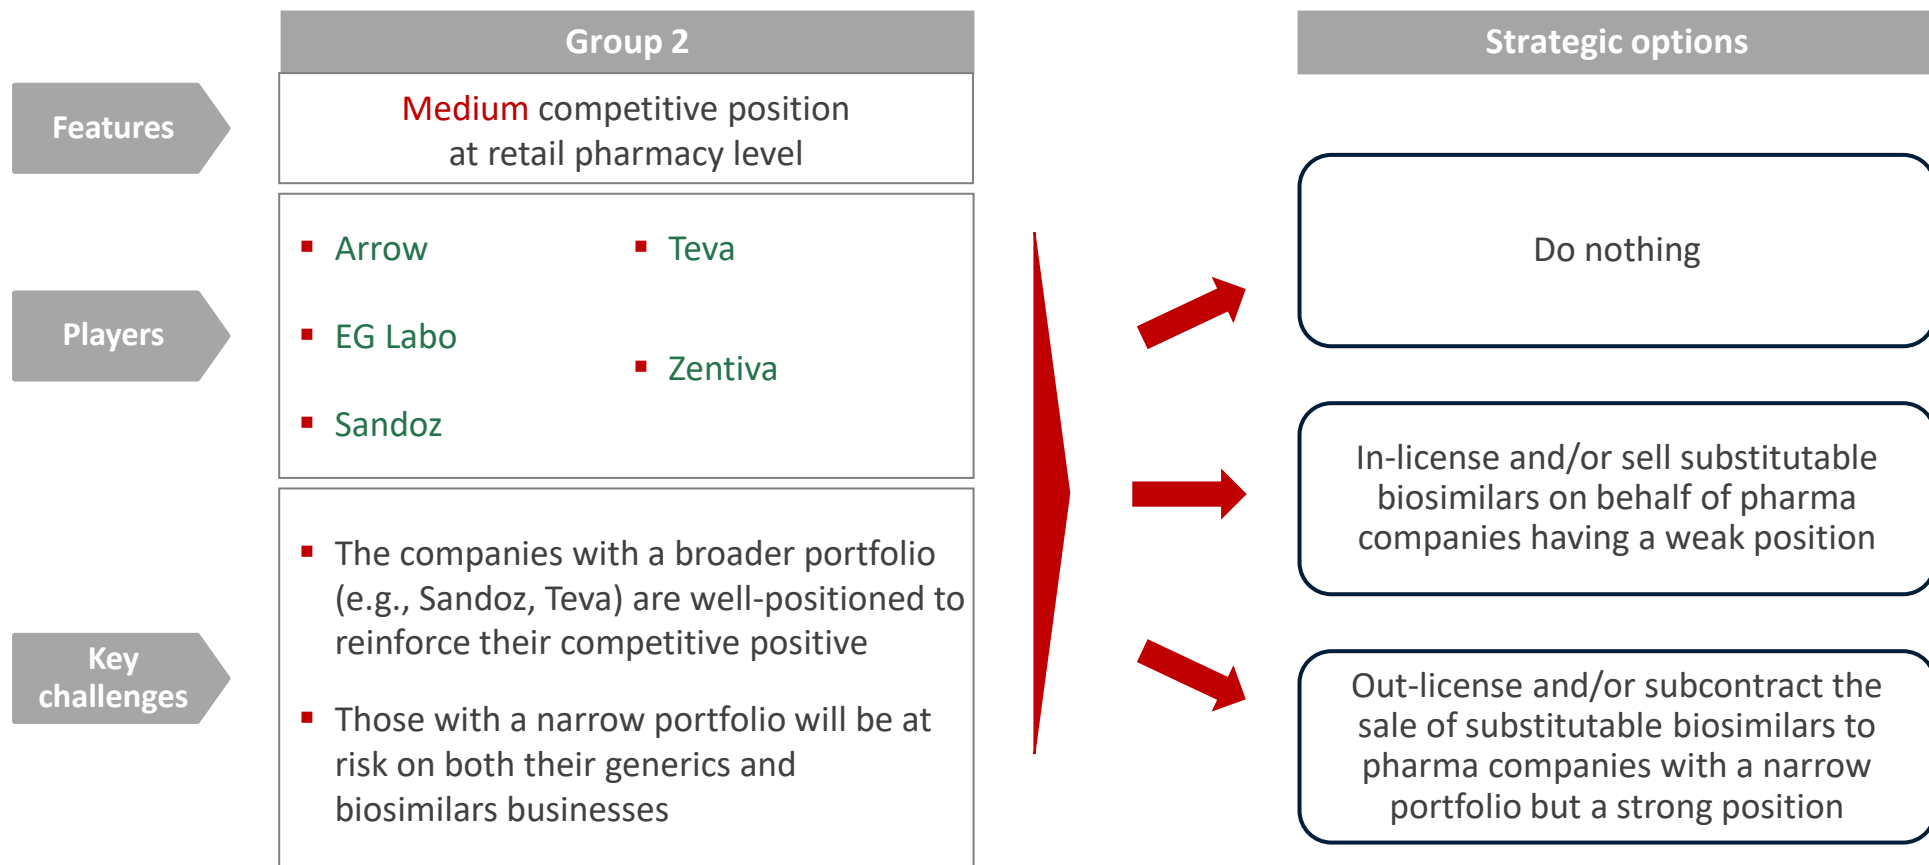 Group 2
Strategic options
Features
Medium competitive position
at retail pharmacy level
Players
▪ Arrow
▪ EG Labo
▪ Sandoz
▪ Teva
▪ Zentiva
Key
challenges
▪ The companies with a broader portfolio
(e.g., Sandoz, Teva) are well-positioned to
reinforce their competitive positive
▪ Those with a narrow portfolio will be at
risk on both their generics and
biosimilars businesses
Do nothing
In-license and/or sell substitutable
biosimilars on behalf of pharma
companies having a weak position
Out-license and/or subcontract the
sale of substitutable biosimilars to
pharma companies with a narrow
portfolio but a strong position